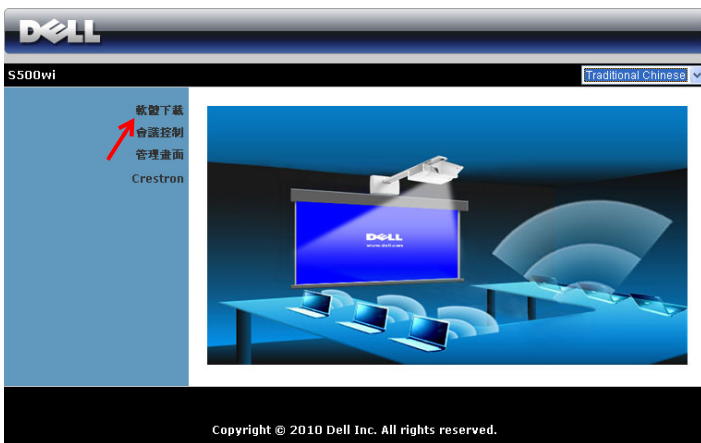 DELL
S500wi
Traditional Chinese
軟體下載
會議控制
管理畫面
Crestron
DELL
www.dell.com
Copyright © 2010 Dell Inc. All rights reserved.